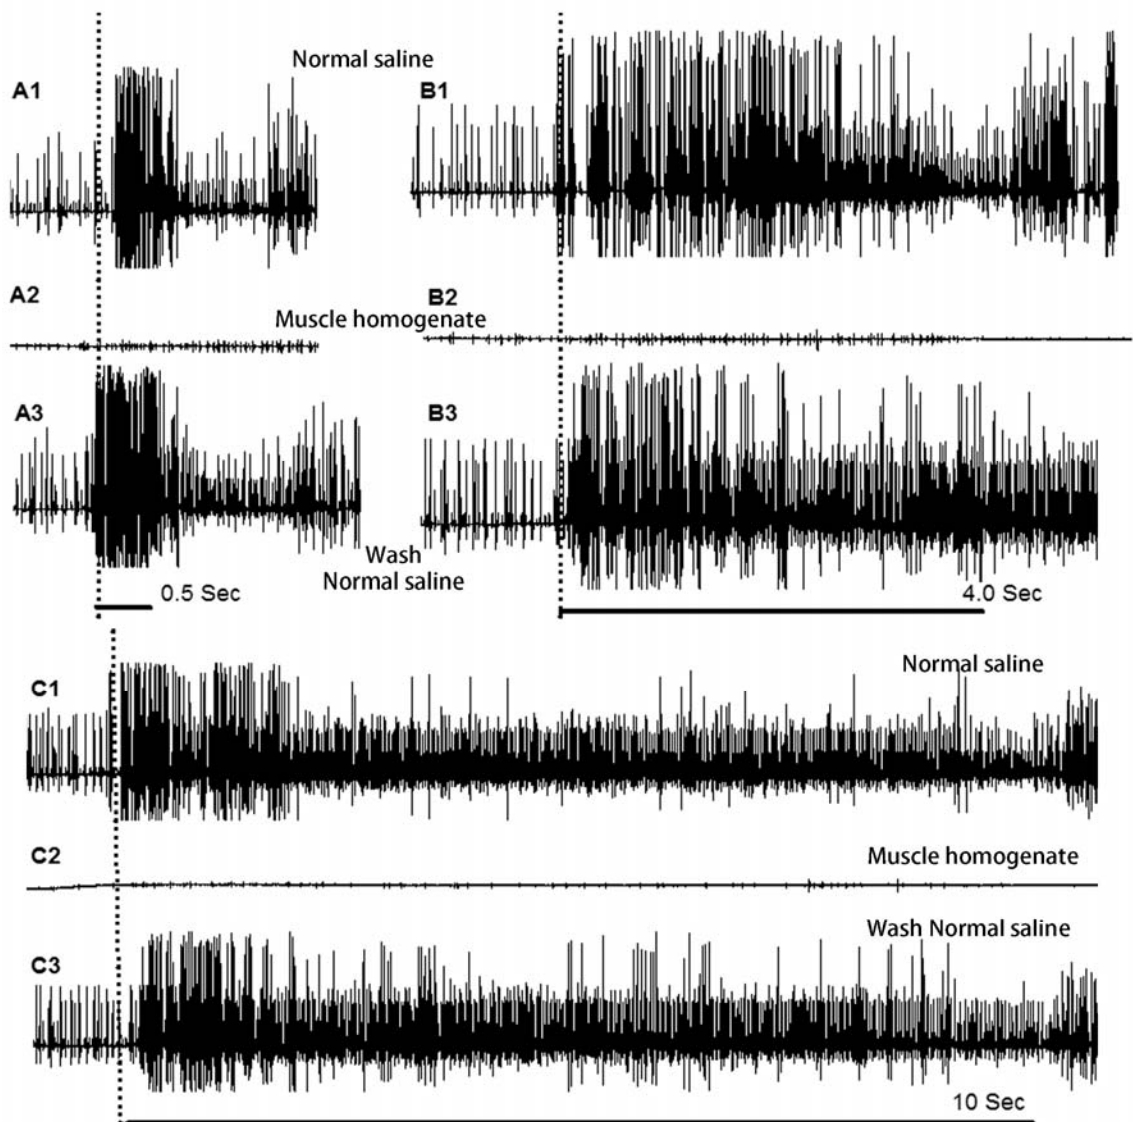 Normal saline
A1
B1
A2
B2
Muscle homogenate
A3
B3
Wash
Normal saline
0.5 Sec
4.0 Sec
Normal saline
C1
C2
Muscle homogenate
Wash Normal saline
C3
10 Sec